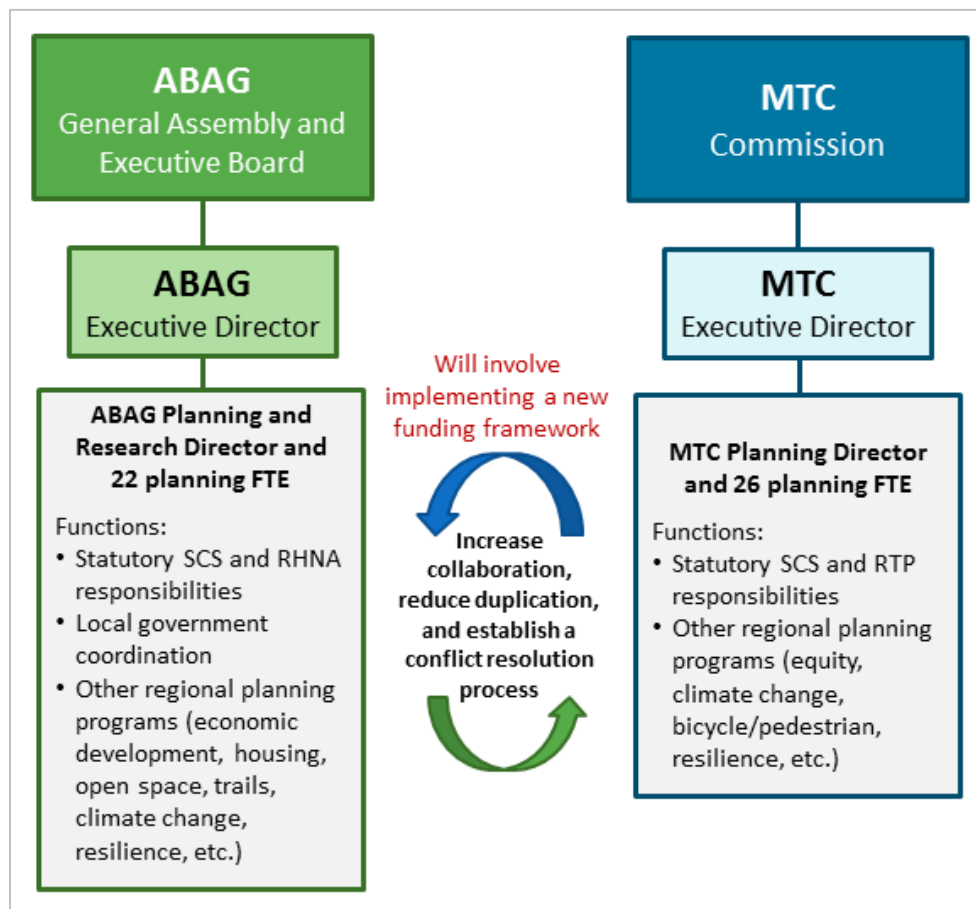 ABAG
General Assembly and
Executive Board
ABAG
Executive Director
ABAG Planning and
Research Director and
22 planning FTE
Functions:
• Statutory SCS and RHNA
responsibilities
• Local government
coordination
• Other regional planning
programs (economic
development, housing,
open space, trails,
climate change,
resilience, etc.)
Will involve
implementing a new
funding framework
Increase
collaboration,
reduce duplication,
and establish a
conflict resolution
process
MTC
Commission
MTC
Executive Director
MTC Planning Director
and 26 planning FTE
Functions:
• Statutory SCS and RTP
responsibilities
• Other regional planning
programs (equity,
climate change,
bicycle/pedestrian,
resilience, etc.)